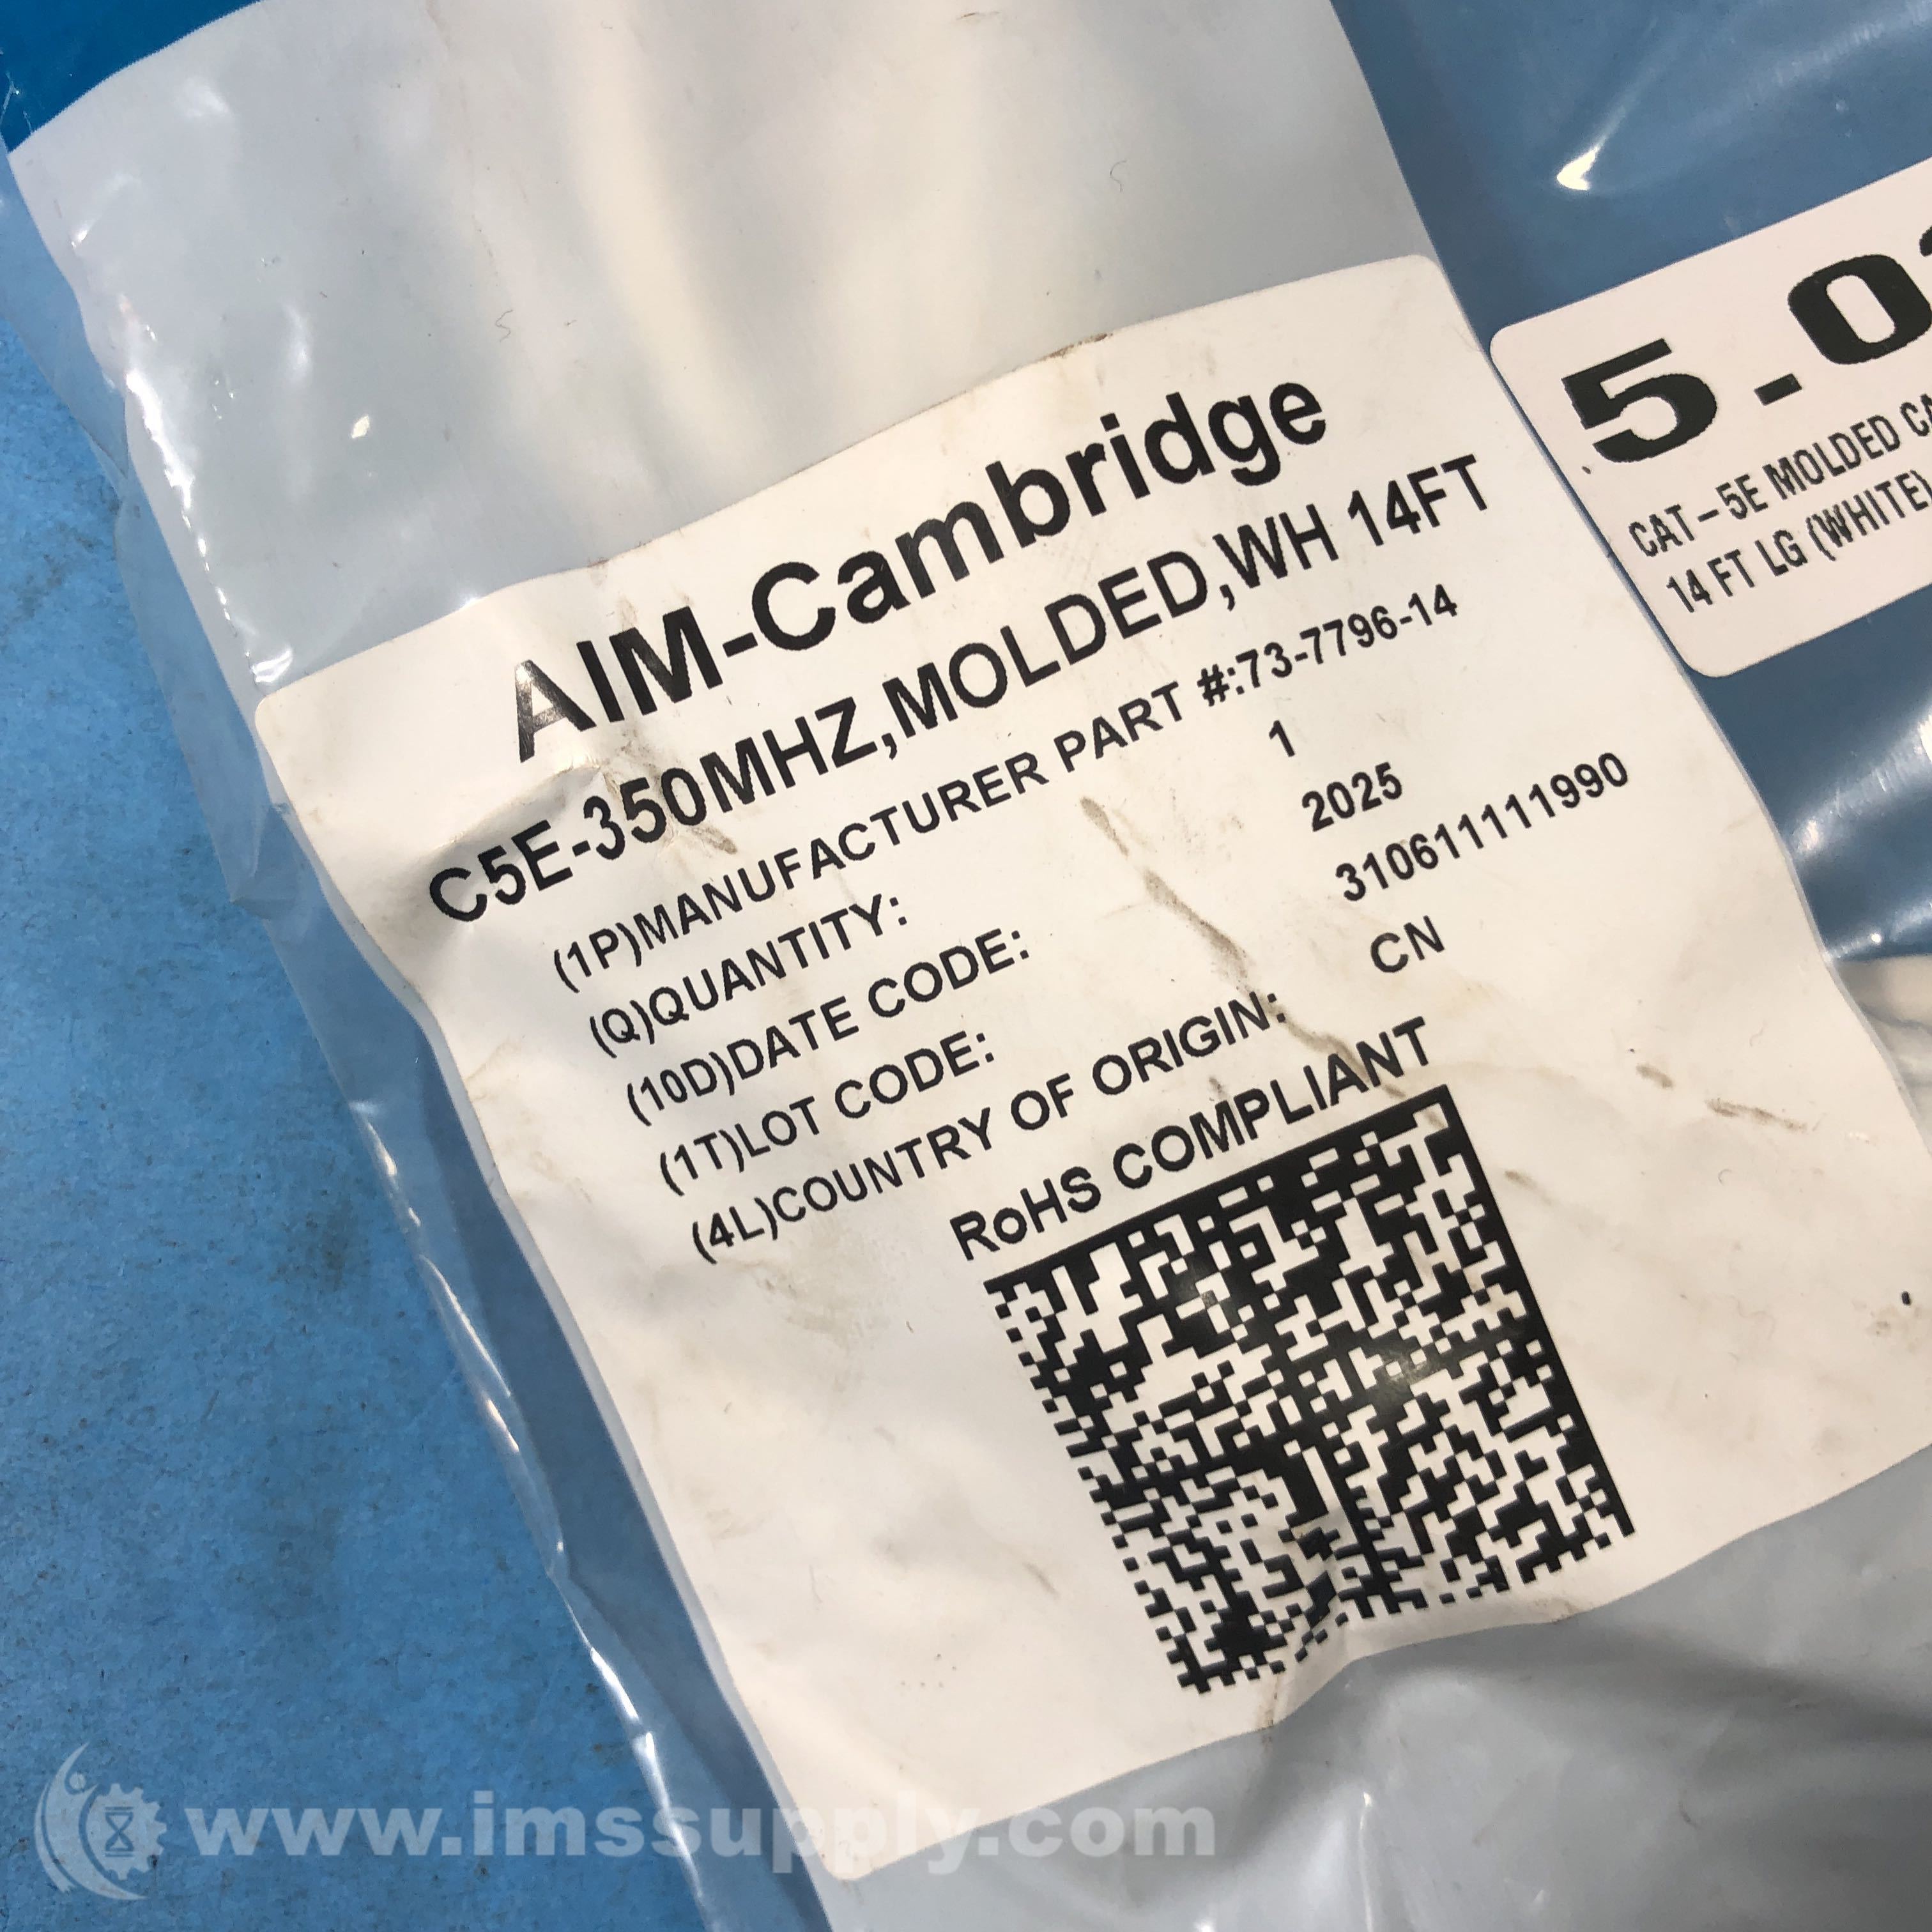 AIM-Cambridge
C5E-350MHZ,MOLDED,WH 14FT
(1P)MANUFACTURER PART #:73-7796-14
(Q)QUANTITY: 1
(10D)DATE CODE: 2025
(1T)LOT CODE: 310611111990
(4L)COUNTRY OF ORIGIN: CN
RoHS COMPLIANT
5.0
CAT-5E MOLDED
14 FT LG (WHITE)
www.imssupply.com